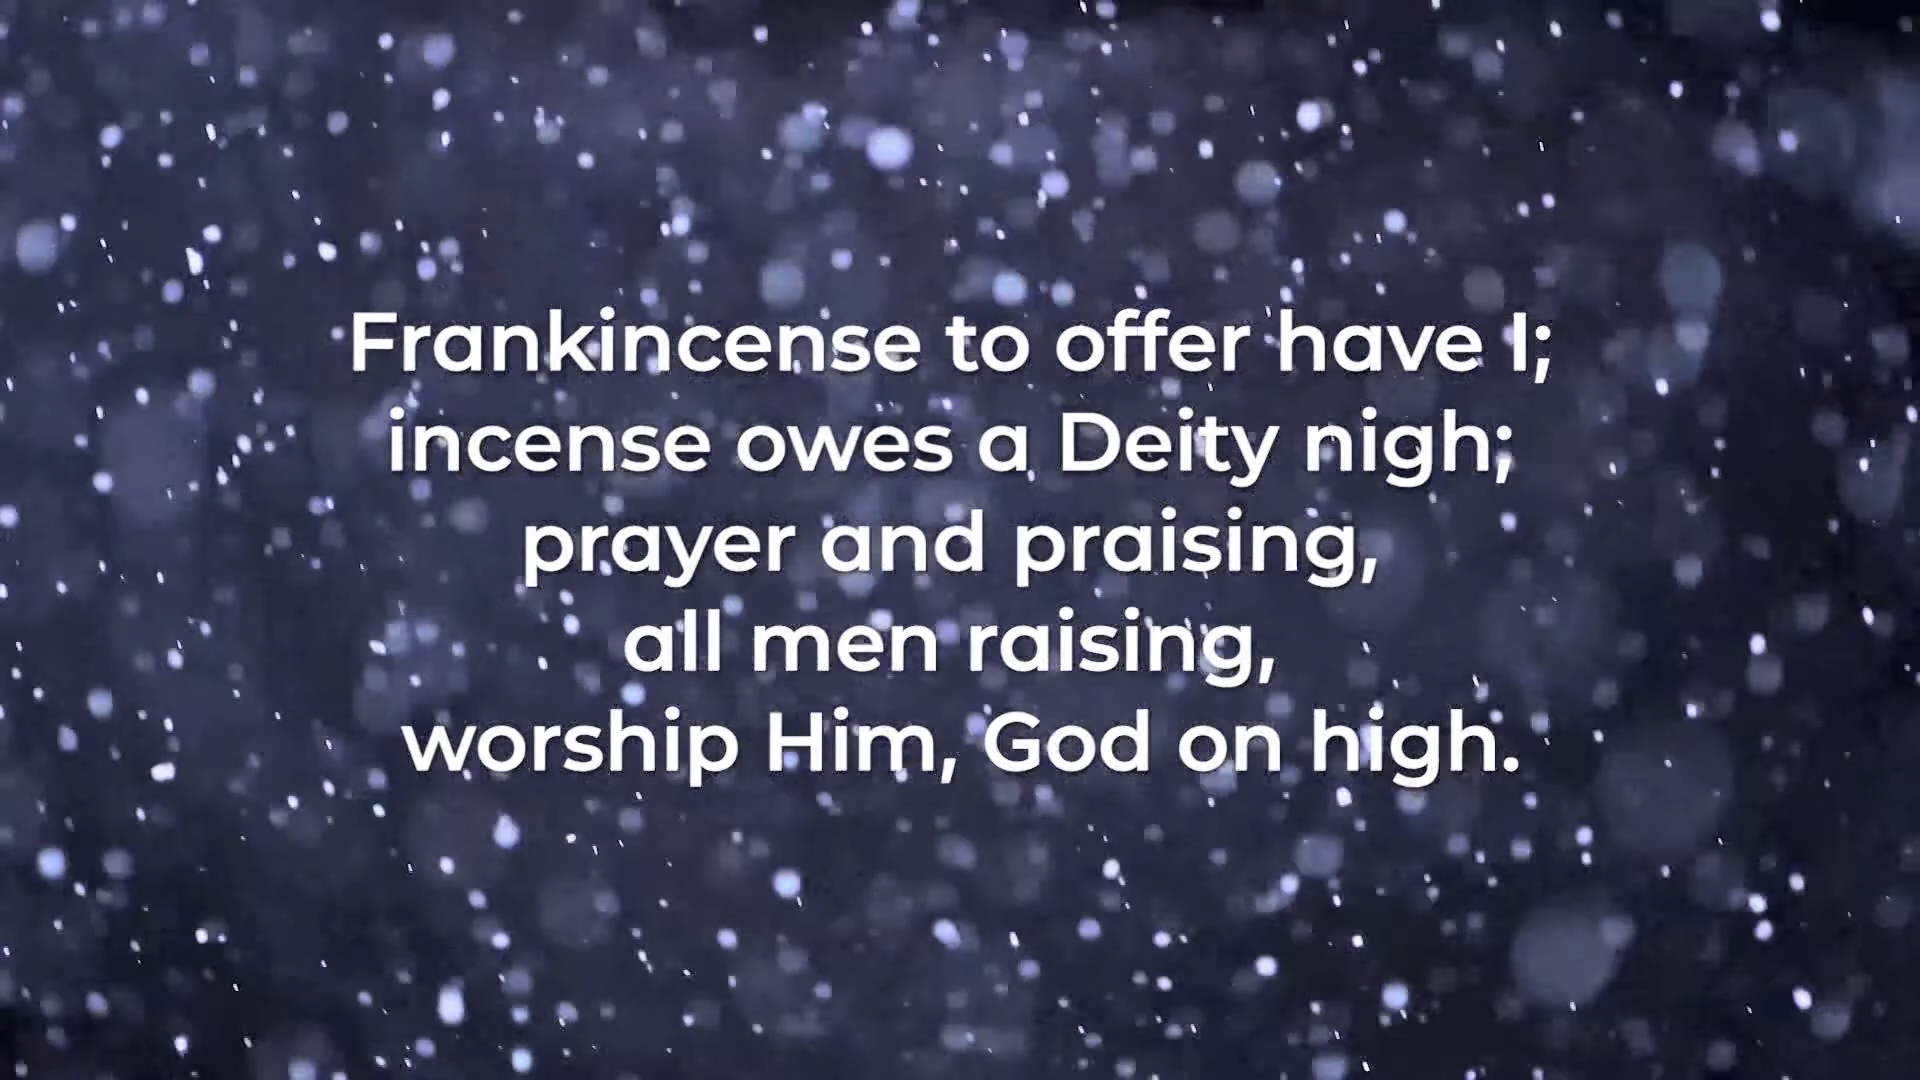 Frankincense to offer have I;
incense owes a Deity nigh;
prayer and praising,
all men raising,
worship Him, God on high.